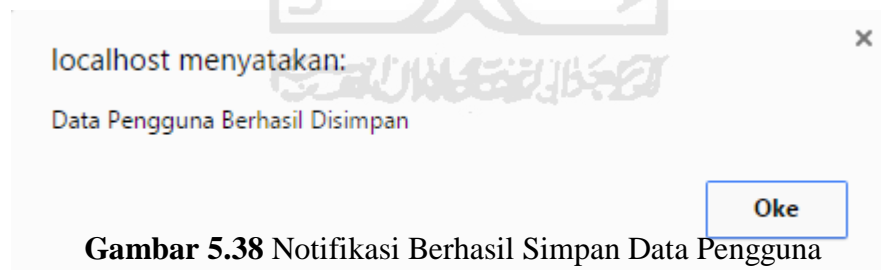 localhost menyatakan:
Data Pengguna Berhasil Disimpan
Oke
Gambar 5.38 Notifikasi Berhasil Simpan Data Pengguna